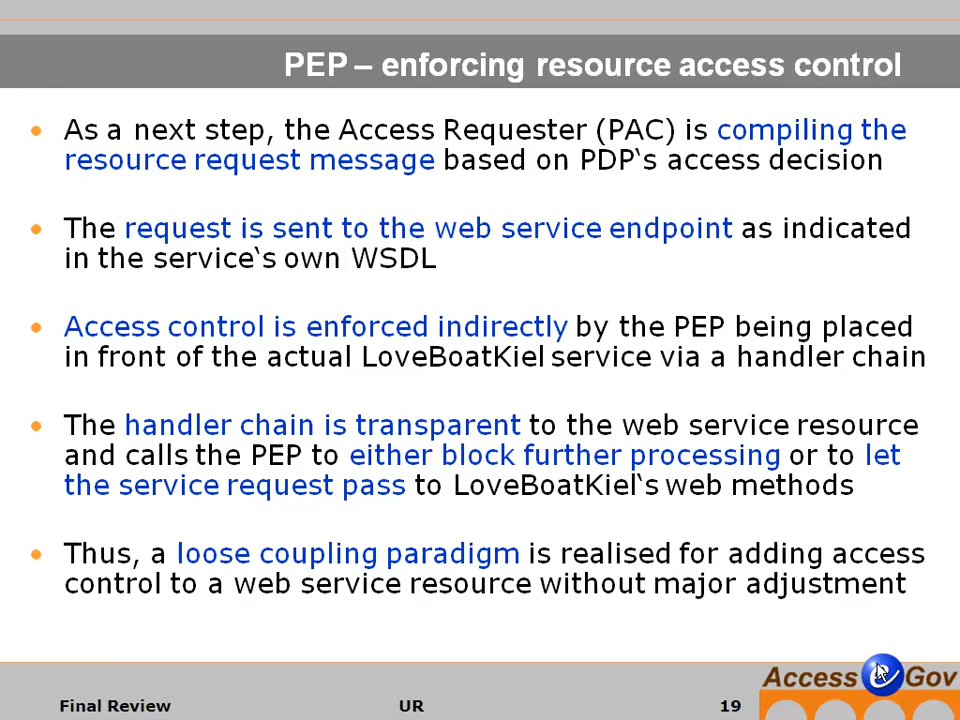 PEP – enforcing resource access control
• As a next step, the Access Requester (PAC) is compiling the
resource request message based on PDP‘s access decision
• The request is sent to the web service endpoint as indicated
in the service‘s own WSDL
• Access control is enforced indirectly by the PEP being placed
in front of the actual LoveBoatKiel service via a handler chain
• The handler chain is transparent to the web service resource
and calls the PEP to either block further processing or to let
the service request pass to LoveBoatKiel‘s web methods
• Thus, a loose coupling paradigm is realised for adding access
control to a web service resource without major adjustment
Access e Gov
Final Review UR 19